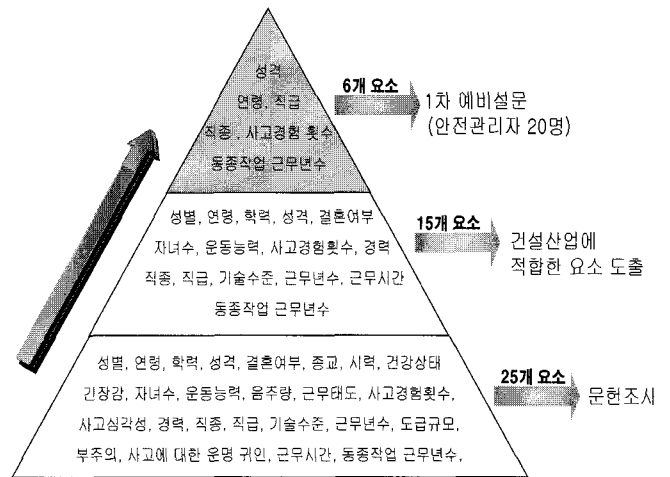 성격
연령, 직급
직종, 사고경험 횟수
동종작업 근무년수
6개 요소
1차 예비설문
(안전관리자 20명)
성별, 연령, 학력, 성격, 결혼여부
자녀수, 운동능력, 사고경험횟수, 경력
직종, 직급, 기술수준, 근무년수, 근무시간
동종작업 근무년수
15개 요소
건설산업에
적합한 요소 도출
성별, 연령, 학력, 성격, 결혼여부, 종교, 시력, 건강상태
긴장감, 자녀수, 운동능력, 음주량, 근무태도, 사고경험횟수,
사고심각성, 경력, 직종, 직급, 기술수준, 근무년수, 도급규모,
부주의, 사고에 대한 운명 귀인, 근무시간, 동종작업 근무년수,
25개 요소
문헌조사